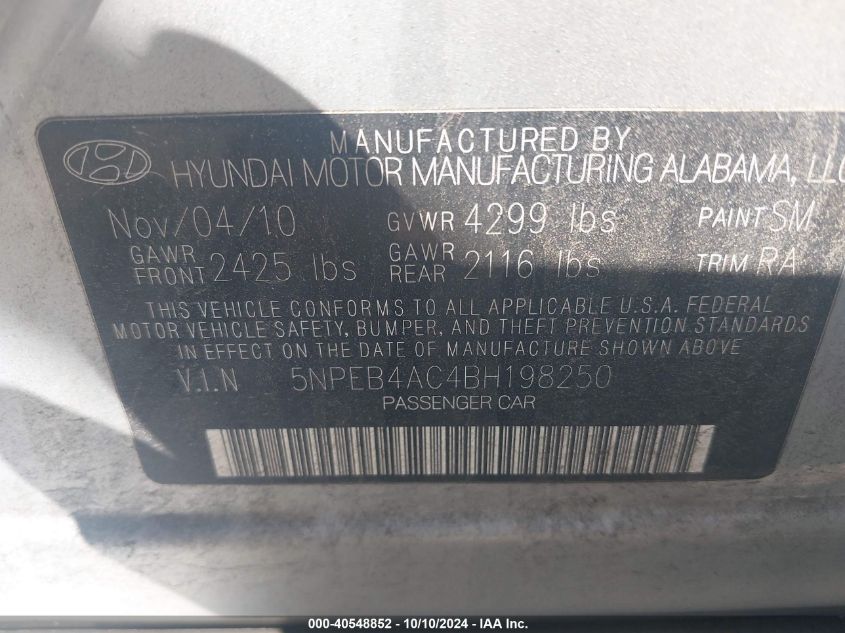 MANUFACTURED BY
HYUNDAI MOTOR MANUFACTURING ALABAMA, LLC
Nov/04/10 GVWR 4299 lbs PAINT SM
GAWR FRONT 2425 lbs GAWR REAR 2116 lbs TRIM RA
THIS VEHICLE CONFORMS TO ALL APPLICABLE U.S.A. FEDERAL
MOTOR VEHICLE SAFETY, BUMPER, AND THEFT PREVENTION STANDARDS
IN EFFECT ON THE DATE OF MANUFACTURE SHOWN ABOVE
V.I.N 5NPEB4AC4BH198250
PASSENGER CAR
000-40548852 - 10/10/2024 - IAA Inc.